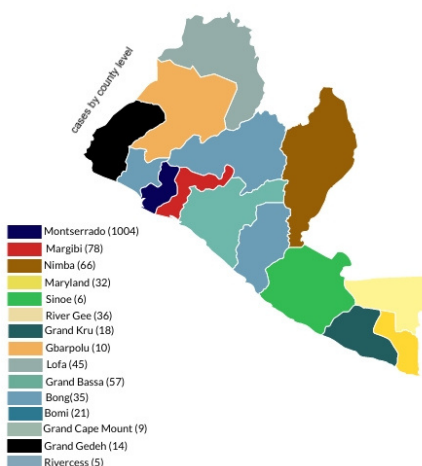 cases by county level
Montserrado (1004)
Margibi (78)
Nimba (66)
Maryland (32)
Sinoe (6)
River Gee (36)
Grand Kru (18)
Gbarpolu (10)
Lofa (45)
Grand Bassa (57)
Bong(35)
Bomi (21)
Grand Cape Mount (9)
Grand Gedeh (14)
Rivercess (5)